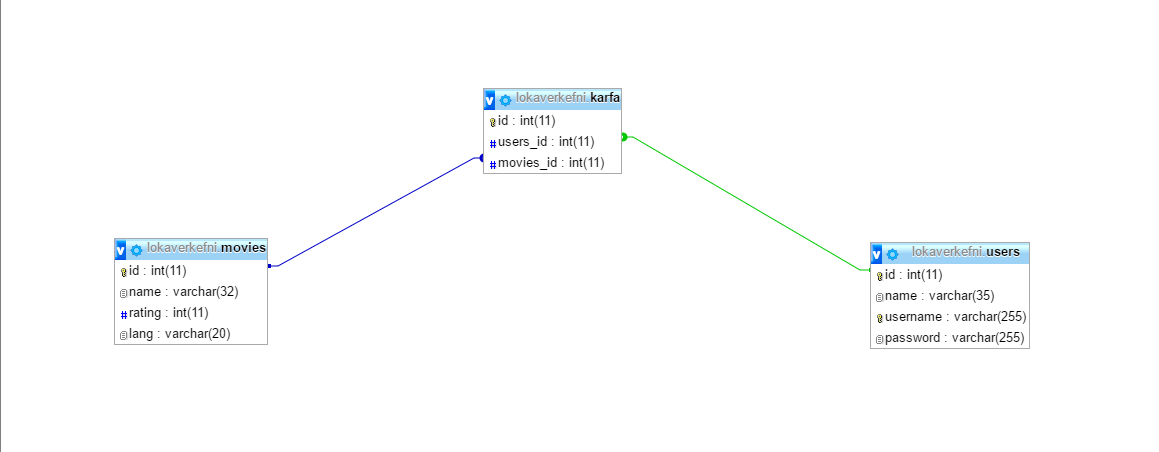 v lokaverkefni.karfa
id : int(11)
# users_id : int(11)
# movies_id : int(11)
v lokaverkefni.movies
id : int(11)
name : varchar(32)
# rating : int(11)
lang : varchar(20)
v lokaverkefni.users
id : int(11)
name : varchar(35)
username : varchar(255)
password : varchar(255)